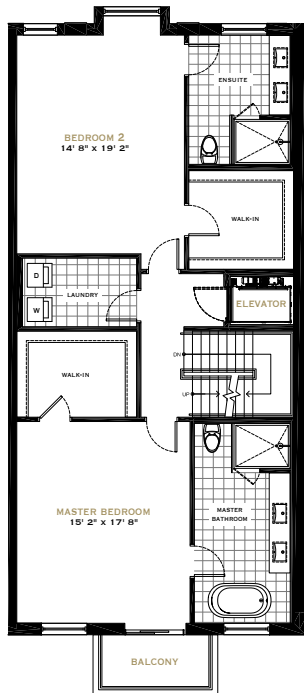 ENSUITE
BEDROOM 2
14' 8" x 19' 2"
WALK-IN
D
LAUNDRY
ELEVATOR
W
DN
WALK-IN
UP
MASTER BEDROOM
15' 2" x 17' 8"
MASTER
BATHROOM
BALCONY